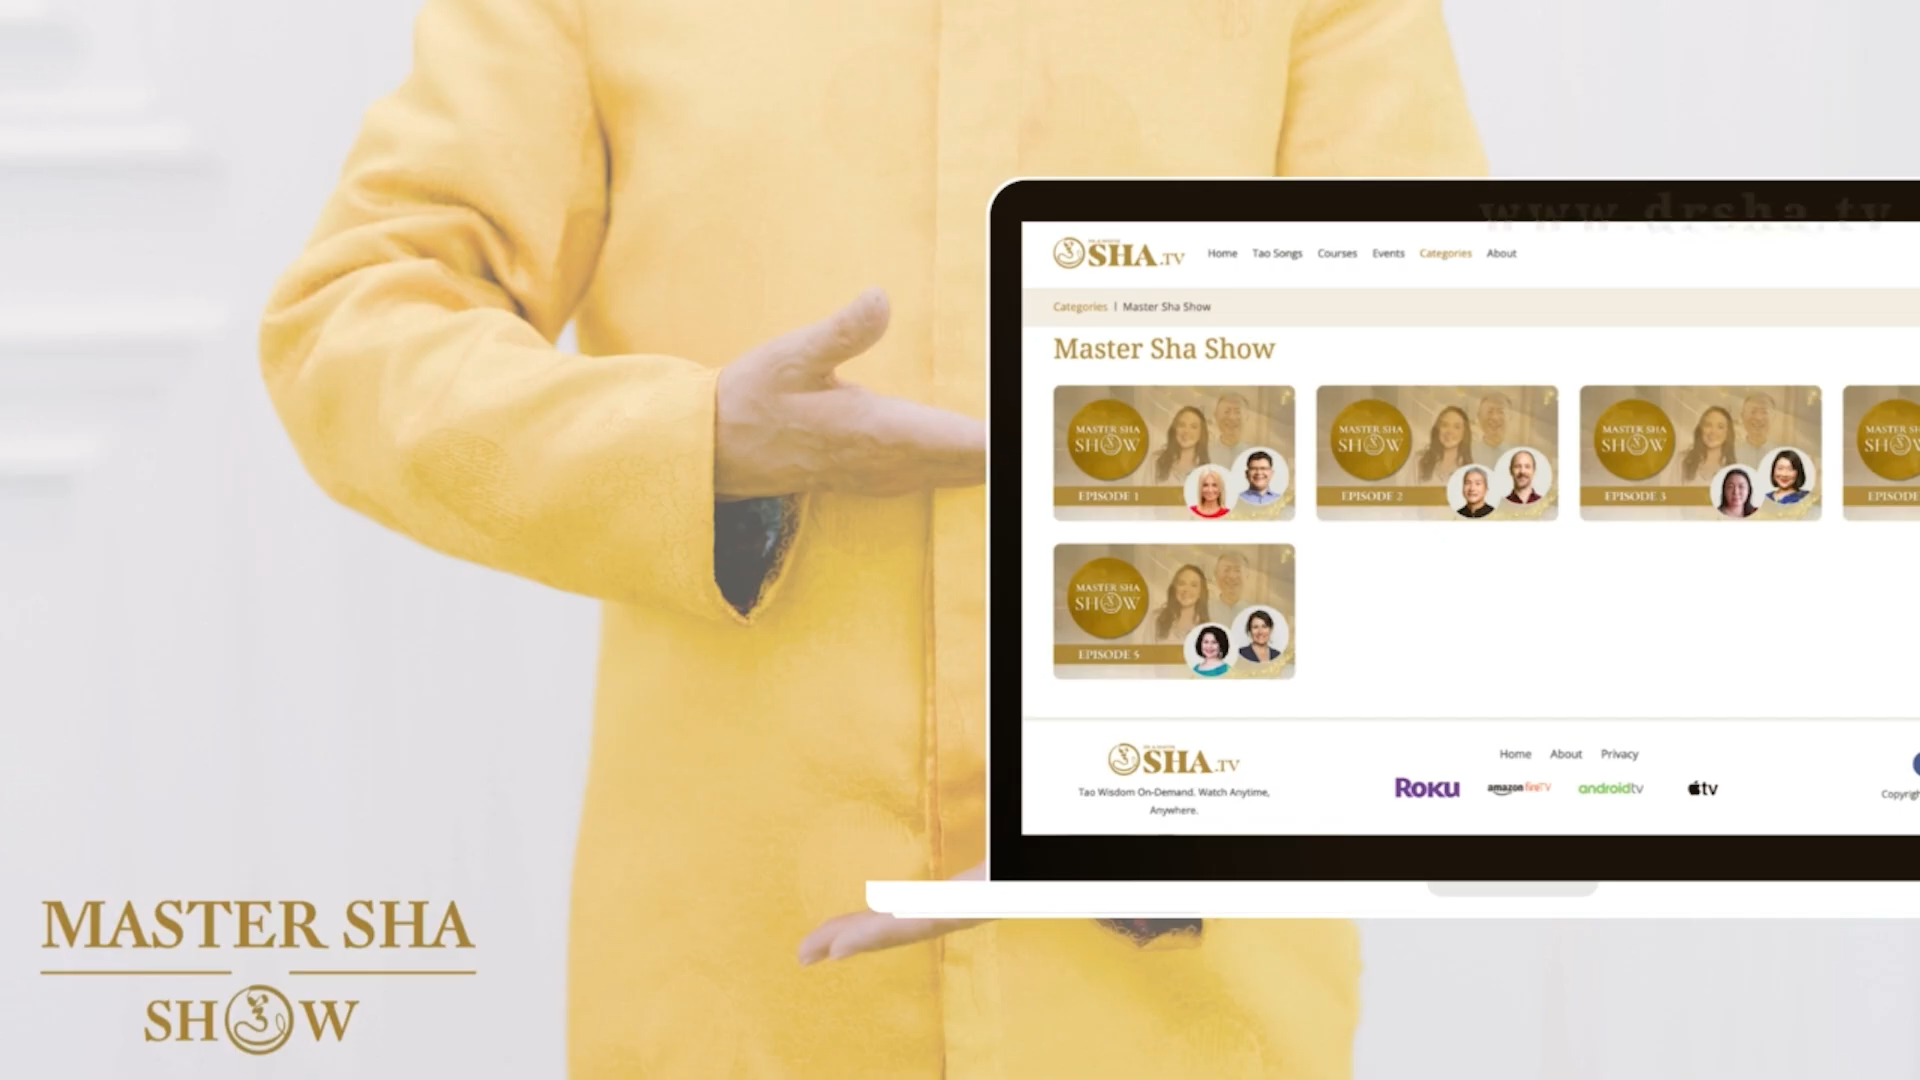 www.drsha.tv
SHA.TV Home Tao Songs Courses Events Categories About
Categories | Master Sha Show
Master Sha Show
MASTER SHA SHOW EPISODE 1
MASTER SHA SHOW EPISODE 2
MASTER SHA SHOW EPISODE 3
MASTER SHA SHOW EPISODE
MASTER SHA SHOW EPISODE 5
SHA.TV
Tao Wisdom On-Demand. Watch Anytime,
Anywhere.
Home About Privacy
Roku amazon fireTV androidtv tv
MASTER SHA
SHOW